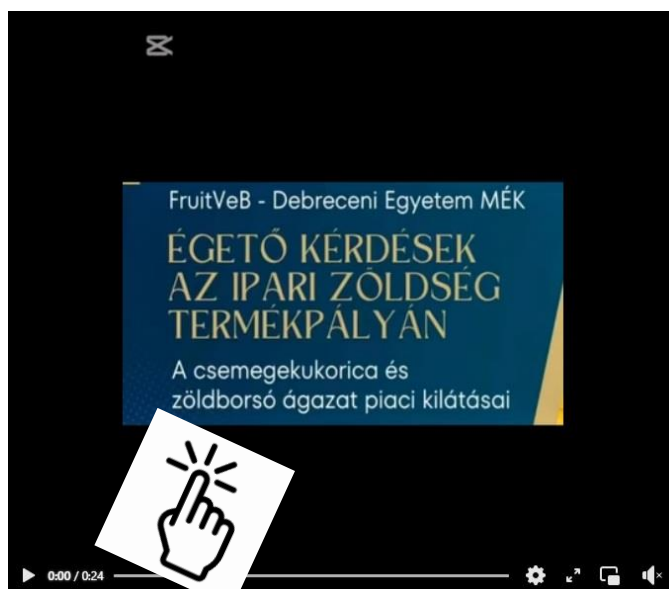 FruitVeB - Debreceni Egyetem MÉK
ÉGETŐ KÉRDÉSEK
AZ IPARI ZÖLDSÉG
TERMÉKPÁLYÁN
A csemegekukorica és
zöldborsó ágazat piaci kilátásai
0:00 / 0:24